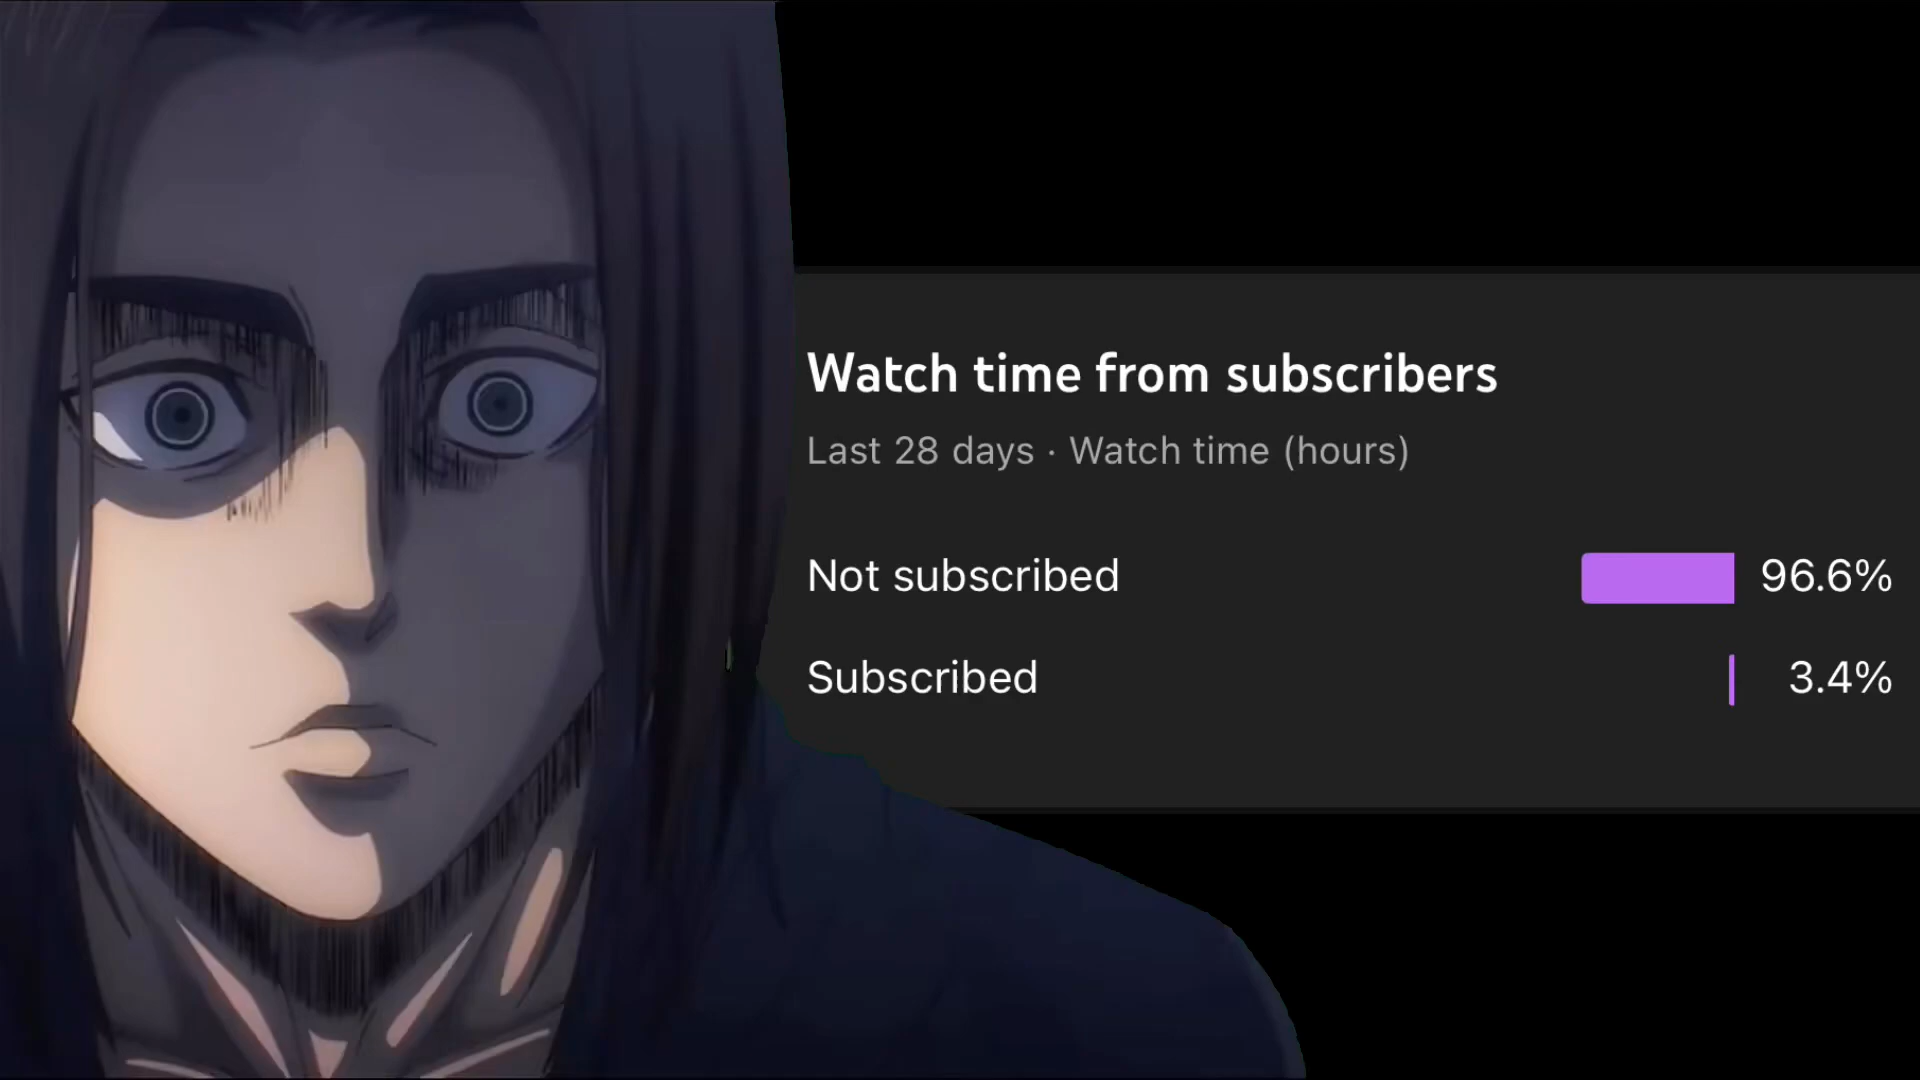 Watch time from subscribers
Last 28 days · Watch time (hours)
Not subscribed 96.6%
Subscribed 3.4%